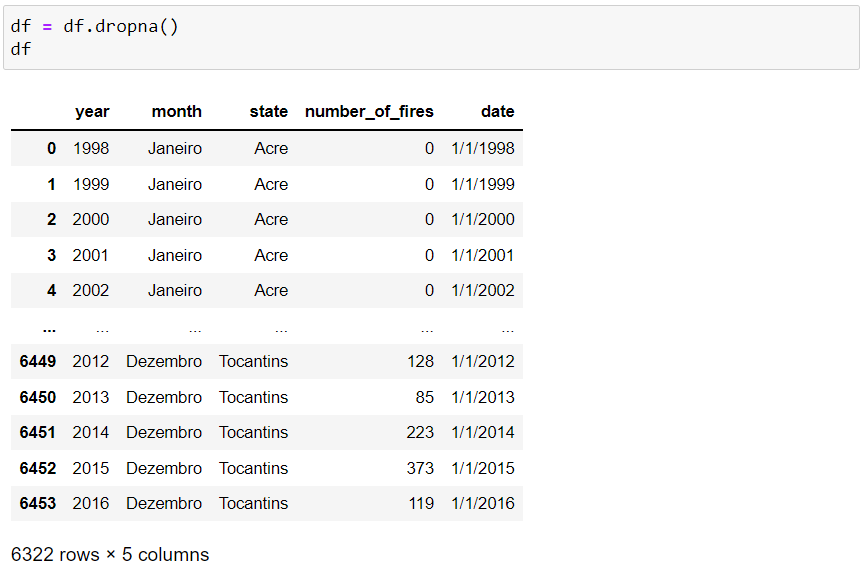 df = df.dropna()
df
year month state number_of_fires date
0 1998 Janeiro Acre 0 1/1/1998
1 1999 Janeiro Acre 0 1/1/1999
2 2000 Janeiro Acre 0 1/1/2000
3 2001 Janeiro Acre 0 1/1/2001
4 2002 Janeiro Acre 0 1/1/2002
... ... ... ... ... ...
6449 2012 Dezembro Tocantins 128 1/1/2012
6450 2013 Dezembro Tocantins 85 1/1/2013
6451 2014 Dezembro Tocantins 223 1/1/2014
6452 2015 Dezembro Tocantins 373 1/1/2015
6453 2016 Dezembro Tocantins 119 1/1/2016
6322 rows × 5 columns